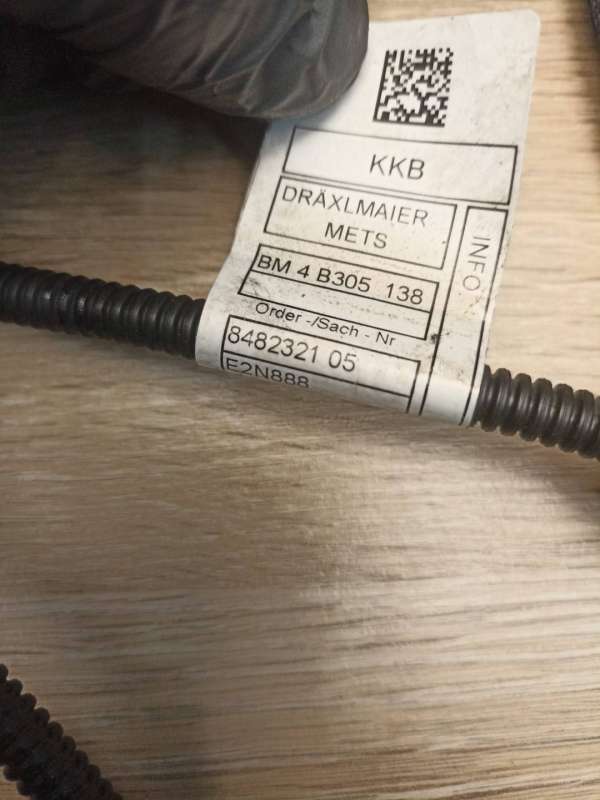 KKB
DRÄXLMAIER
METS
INFO
BM 4 B305 138
Order -/Sach - Nr
8482321 05
E2N888